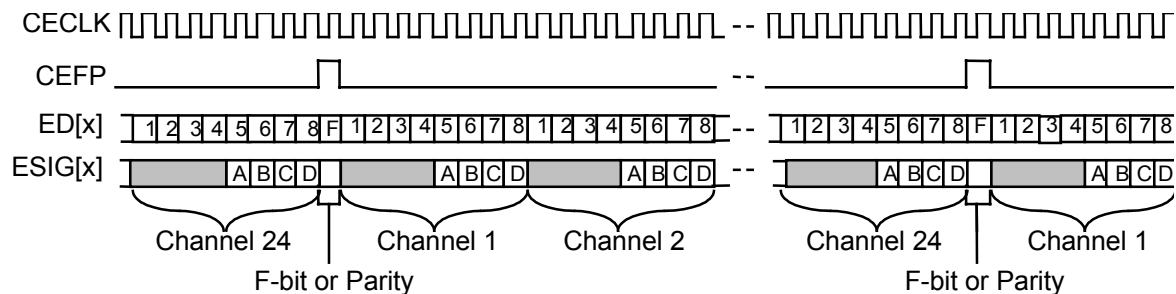 CECLK --
CEFP --
ED[x] 1 2 3 4 5 6 7 8 F 1 2 3 4 5 6 7 8 1 2 3 4 5 6 7 8 -- 1 2 3 4 5 6 7 8 F 1 2 3 4 5 6 7 8
ESIG[x] A B C D A B C D A B C D -- A B C D A B C D
Channel 24 Channel 1 Channel 2 Channel 24 Channel 1
F-bit or Parity F-bit or Parity